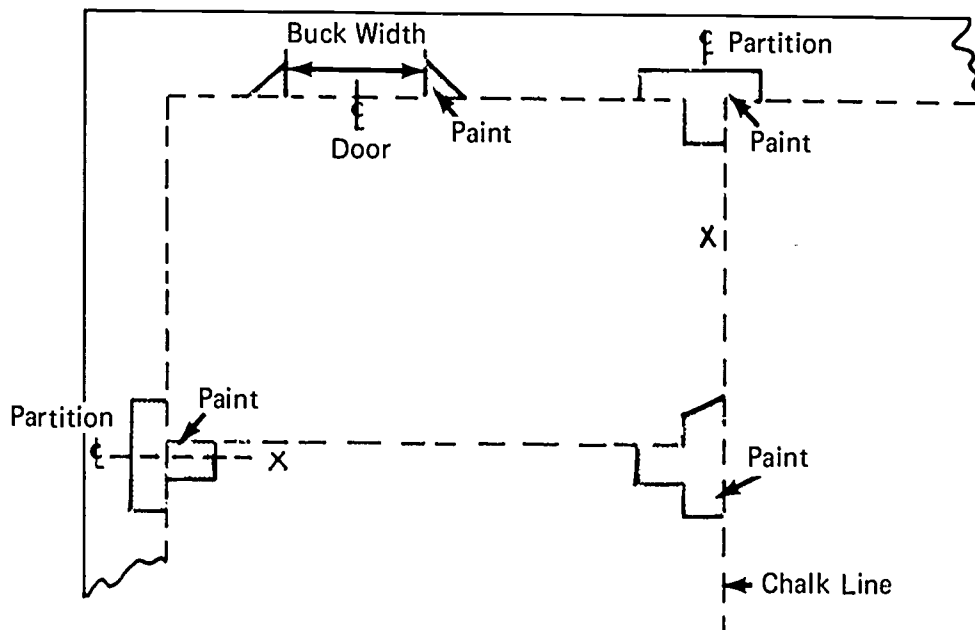 Buck Width
℄ Partition
Paint
℄
Door
Paint
X
Paint
Partition
℄
X
Paint
Chalk Line